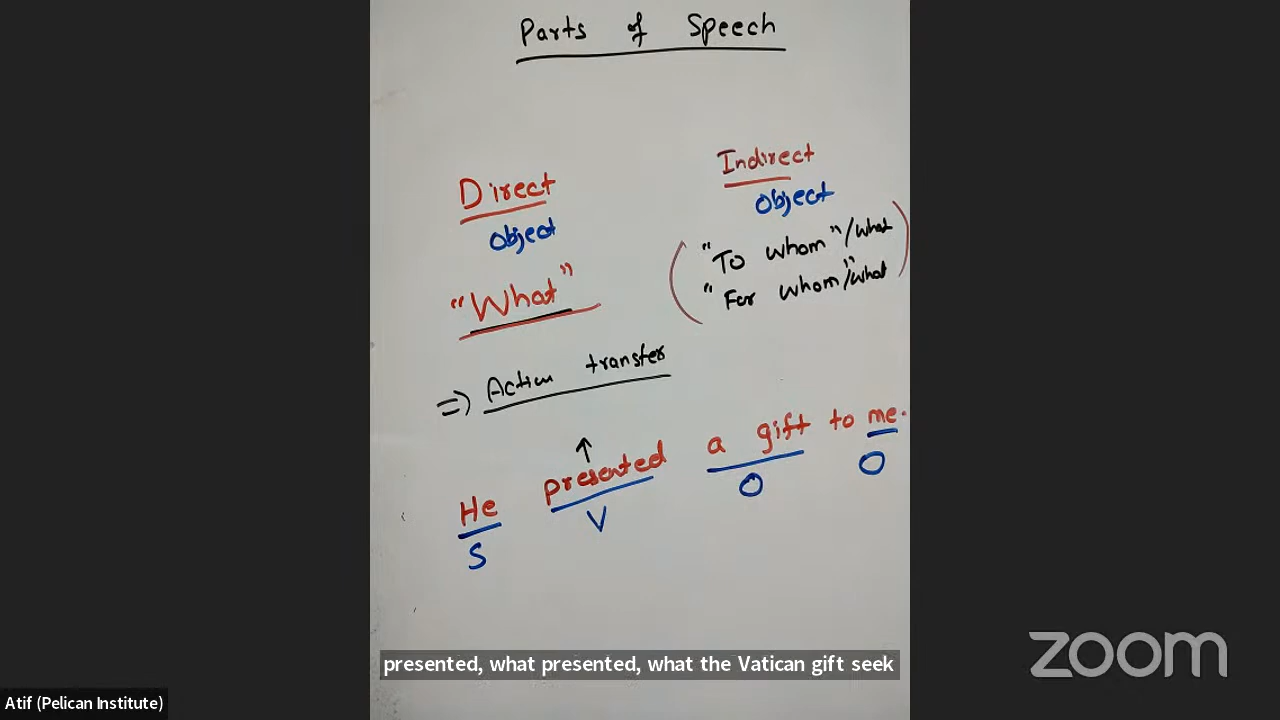 Parts of Speech
Direct
Object
"What"
Indirect
Object
("To whom"/what
"For whom"/what)
=> Action transfer
↑
He presented a gift to me.
S V O O
presented, what presented, what the Vatican gift seek
zoom
Atif (Pelican Institute)